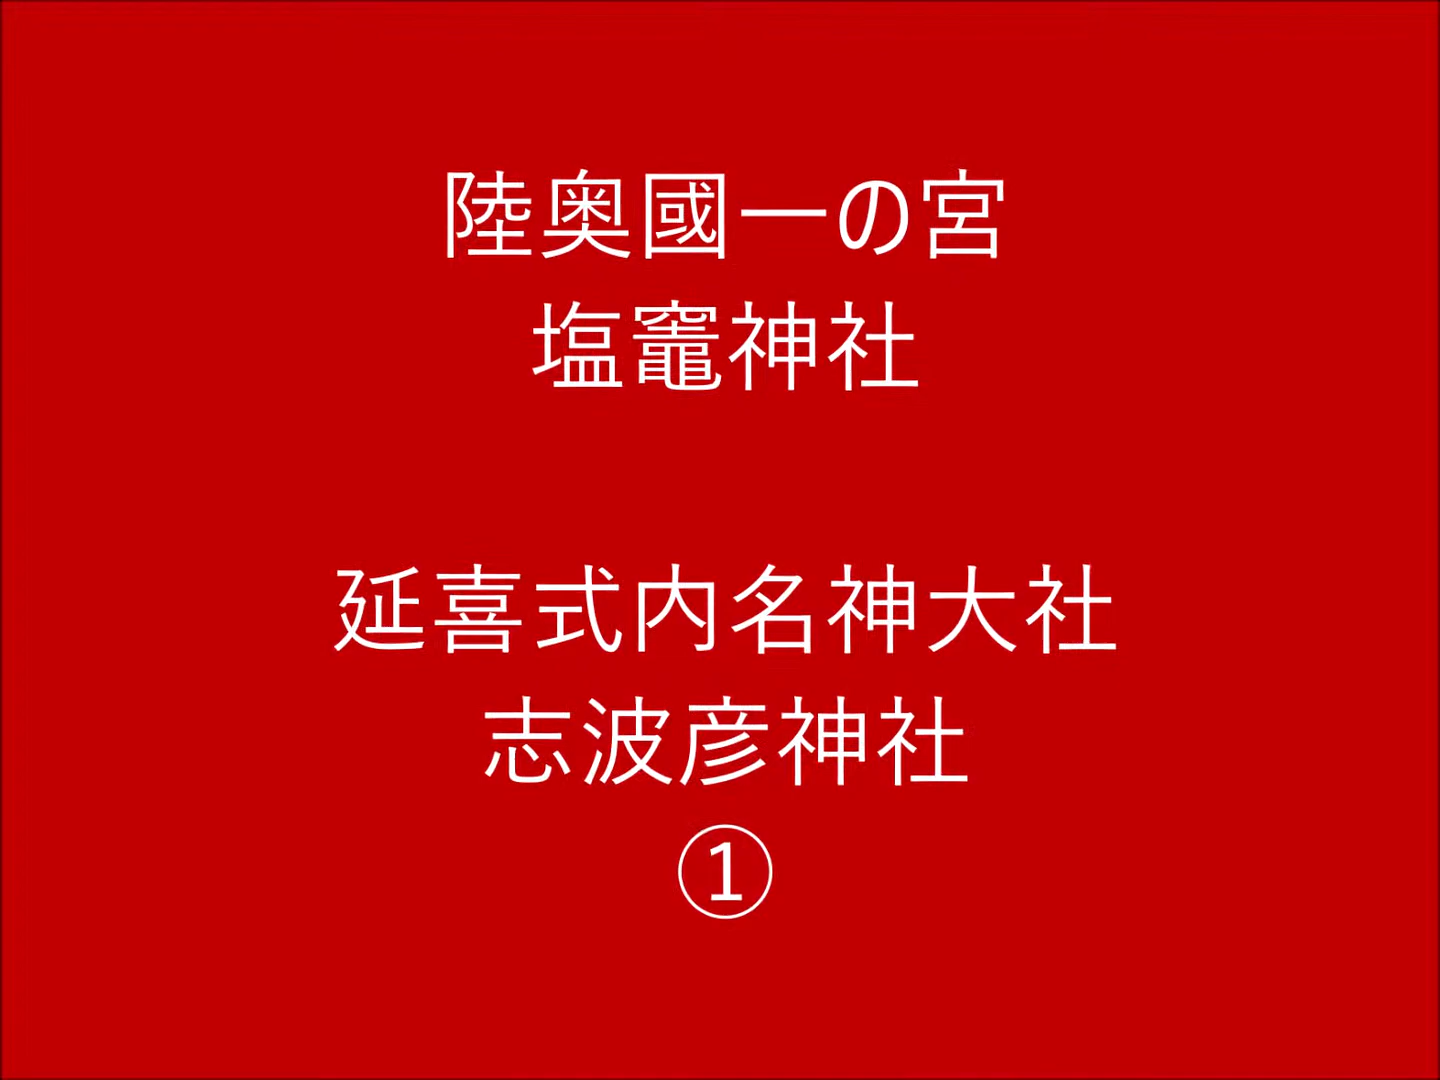 陸奥國一の宮
塩竈神社
延喜式内名神大社
志波彦神社
①